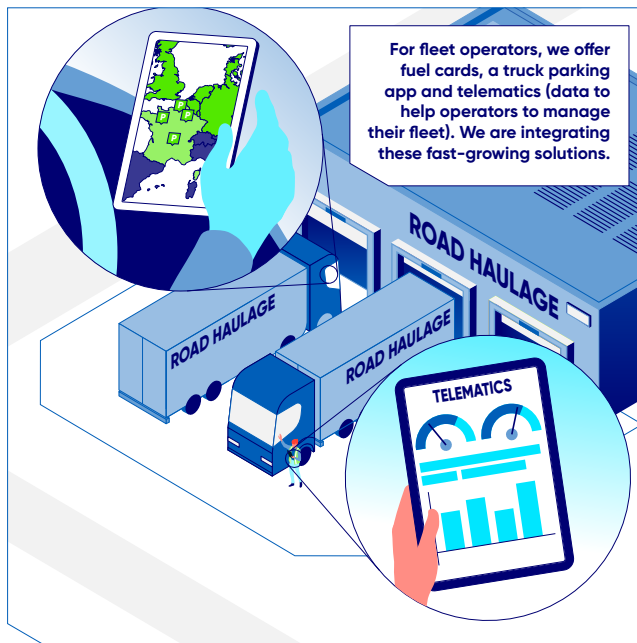 For fleet operators, we offer
fuel cards, a truck parking
app and telematics (data to
help operators to manage
their fleet). We are integrating
these fast-growing solutions.
P
P
P
P
ROAD HAULAGE
ROAD HAULAGE
ROAD HAULAGE
TELEMATICS